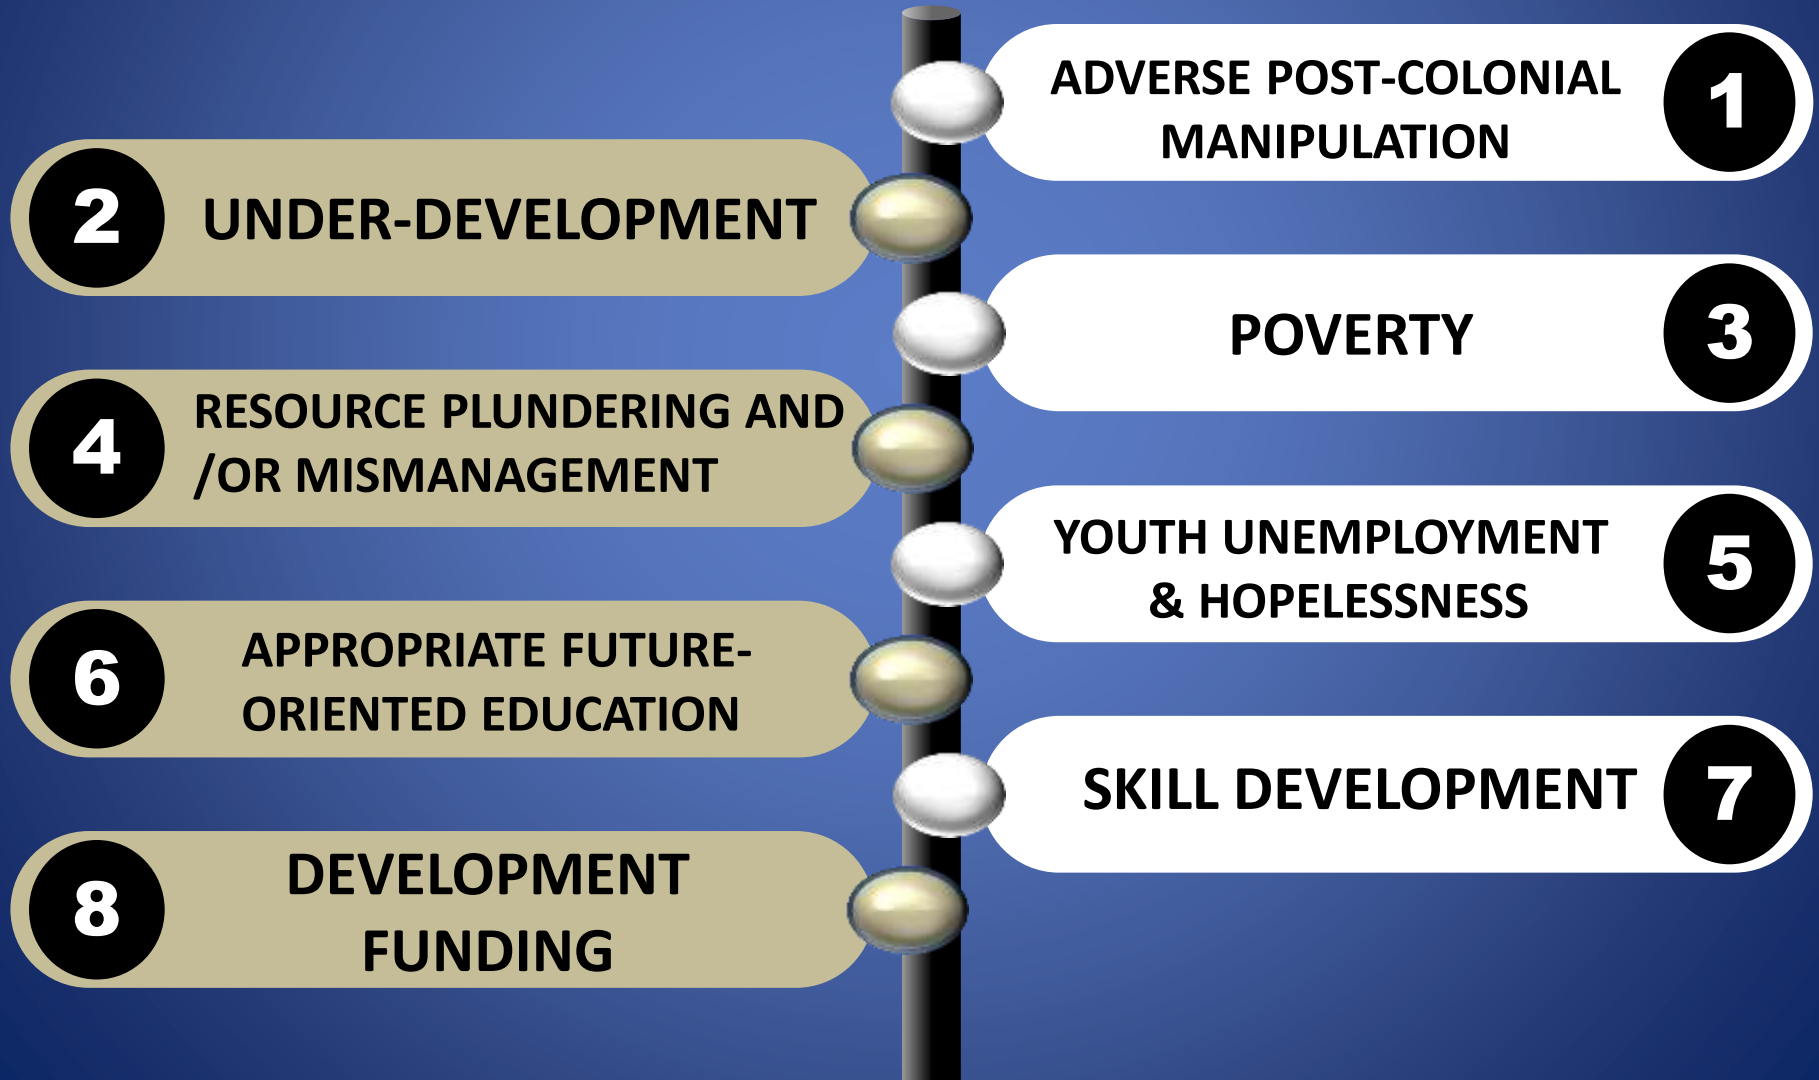 ADVERSE POST-COLONIAL
MANIPULATION
1
2
UNDER-DEVELOPMENT
POVERTY
3
4
RESOURCE PLUNDERING AND
/OR MISMANAGEMENT
YOUTH UNEMPLOYMENT
& HOPELESSNESS
5
6
APPROPRIATE FUTURE-
ORIENTED EDUCATION
SKILL DEVELOPMENT
7
8
DEVELOPMENT
FUNDING